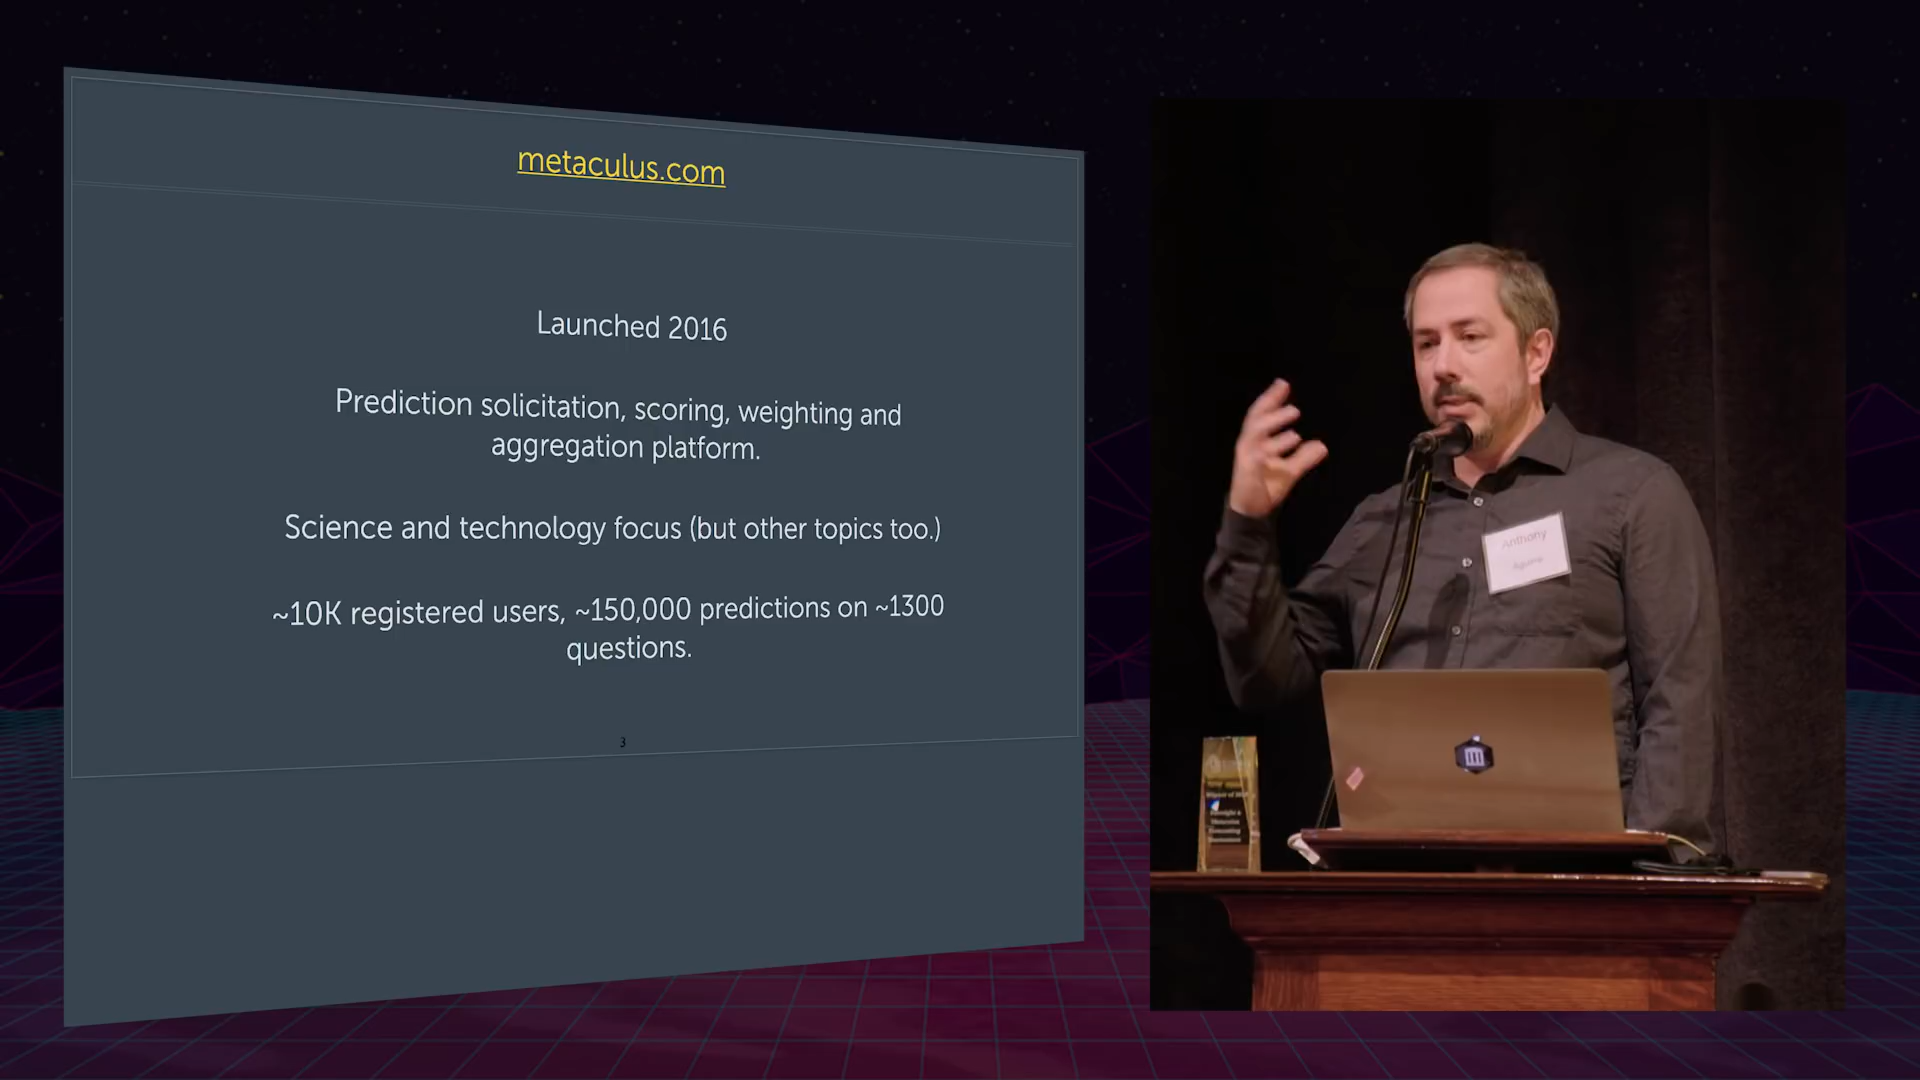 metaculus.com
Launched 2016
Prediction solicitation, scoring, weighting and
aggregation platform.
Science and technology focus (but other topics too.)
~10K registered users, ~150,000 predictions on ~1300
questions.
3
Anthony
Aguirre